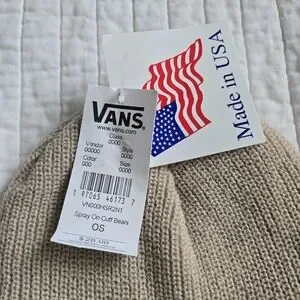 Made in USA
VANS
www.vans.com
Class
0000
Vendor Style
00000 0000
Color Size
000 0000
1 97065 46173 7
VN000HSR2N1
Spray On Cuff Beani
OS
$ 26.00